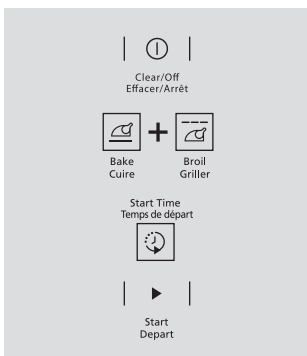 Clear/Off
Effacer/Arrêt
Bake
Cuire
Broil
Griller
Start Time
Temps de départ
Start
Depart